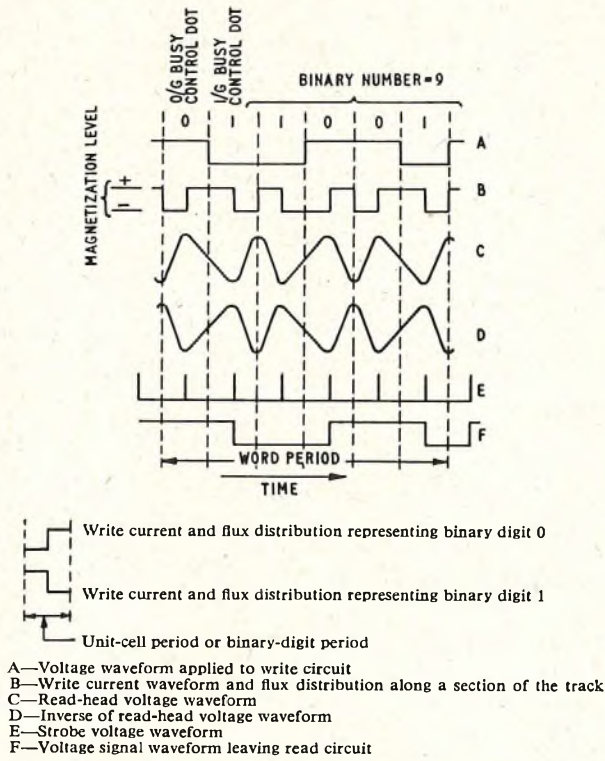 O/G BUSY
CONTROL DOT
I/G BUSY
CONTROL DOT
BINARY NUMBER=9
0 1 1 0 0 1
MAGNETIZATION LEVEL
+
−
A
B
C
D
E
F
WORD PERIOD
TIME
Write current and flux distribution representing binary digit 0
Write current and flux distribution representing binary digit 1
Unit-cell period or binary-digit period
A—Voltage waveform applied to write circuit
B—Write current waveform and flux distribution along a section of the track
C—Read-head voltage waveform
D—Inverse of read-head voltage waveform
E—Strobe voltage waveform
F—Voltage signal waveform leaving read circuit